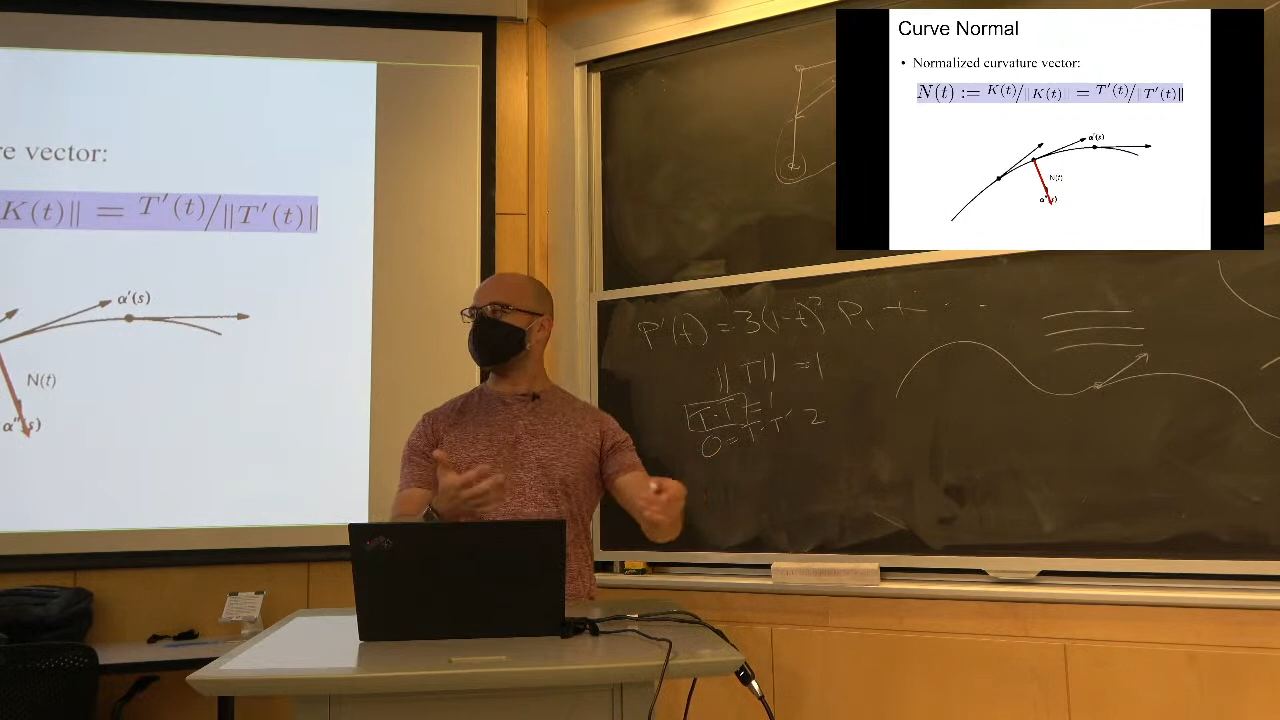 Curve Normal
• Normalized curvature vector:
N(t) := K(t)/||K(t)|| = T′(t)/||T′(t)||
α′(s)
N(t)
α″(s)
re vector:
K(t)|| = T′(t)/||T′(t)||
α′(s)
N(t)
α″(s)
P'(t) = 3(1-t)² P₁ + ...
||T|| = 1
T·T = 1
0 = T·T' 2